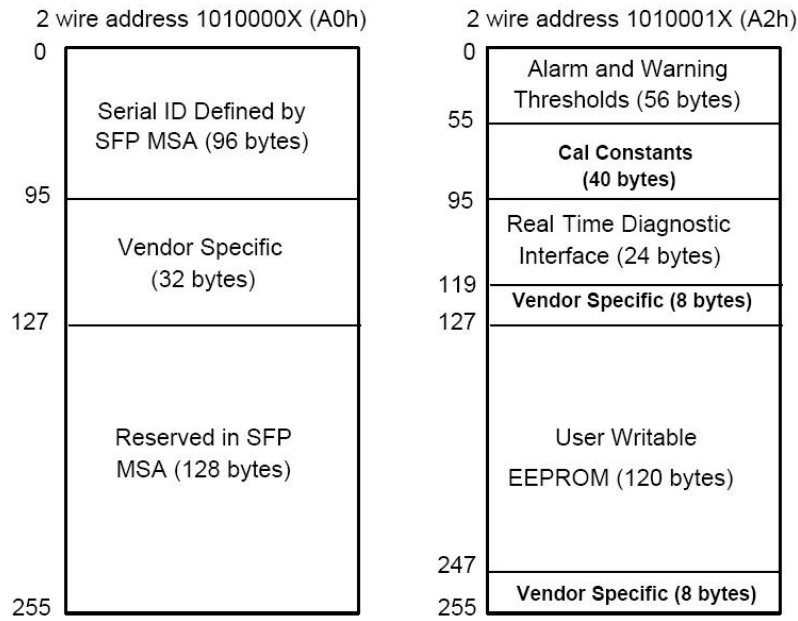 2 wire address 1010000X (A0h)
0
Serial ID Defined by
SFP MSA (96 bytes)
95
Vendor Specific
(32 bytes)
127
Reserved in SFP
MSA (128 bytes)
255
2 wire address 1010001X (A2h)
0
Alarm and Warning
Thresholds (56 bytes)
55
Cal Constants
(40 bytes)
95
Real Time Diagnostic
Interface (24 bytes)
119
Vendor Specific (8 bytes)
127
User Writable
EEPROM (120 bytes)
247
Vendor Specific (8 bytes)
255